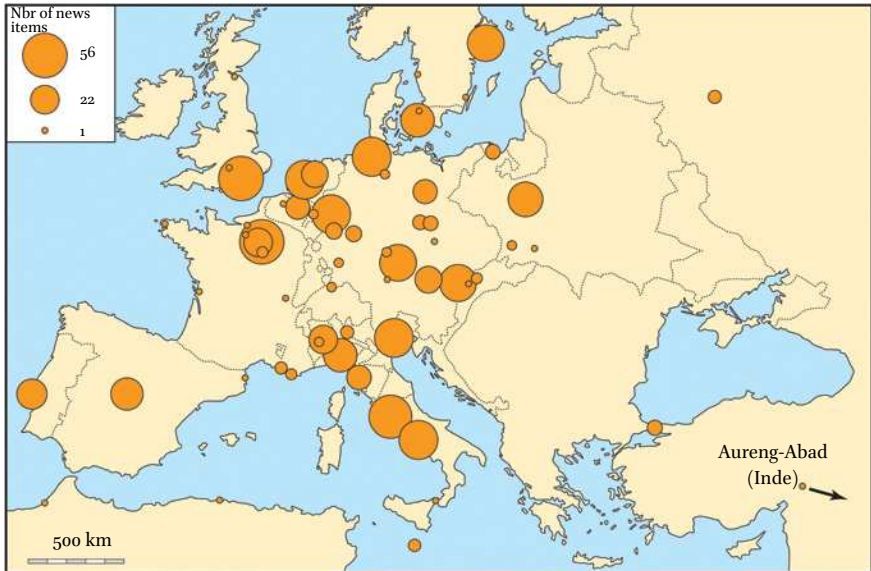 Nbr of news
items
56
22
1
Aureng-Abad
(Inde)
500 km